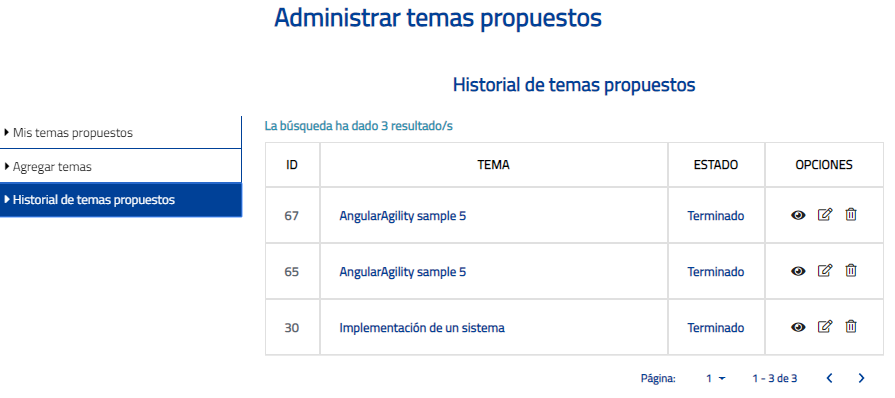 Administrar temas propuestos
Historial de temas propuestos
Mis temas propuestos
Agregar temas
Historial de temas propuestos
La búsqueda ha dado 3 resultado/s
ID TEMA ESTADO OPCIONES
67 AngularAgility sample 5 Terminado
65 AngularAgility sample 5 Terminado
30 Implementación de un sistema Terminado
Página: 1 1 - 3 de 3